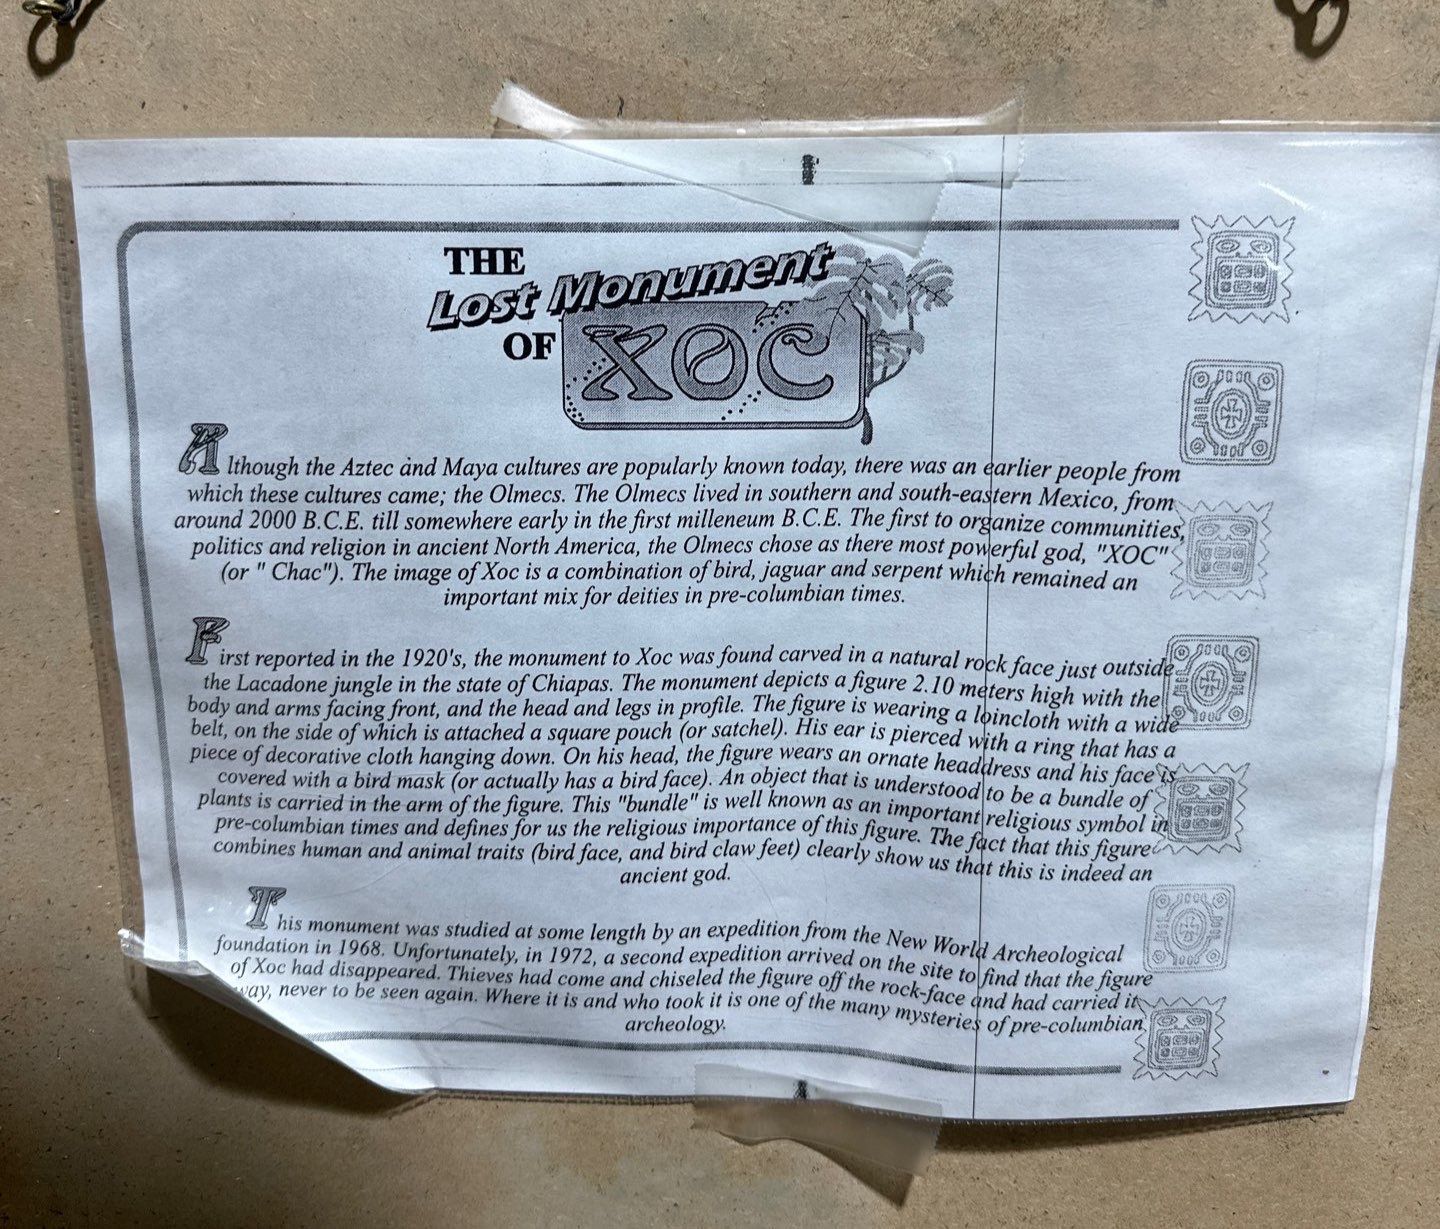 THE
Lost Monument
OF XOC
Although the Aztec and Maya cultures are popularly known today, there was an earlier people from
which these cultures came; the Olmecs. The Olmecs lived in southern and south-eastern Mexico, from
around 2000 B.C.E. till somewhere early in the first milleneum B.C.E. The first to organize communities,
politics and religion in ancient North America, the Olmecs chose as there most powerful god, "XOC"
(or " Chac"). The image of Xoc is a combination of bird, jaguar and serpent which remained an
important mix for deities in pre-columbian times.
First reported in the 1920's, the monument to Xoc was found carved in a natural rock face just outside
the Lacadone jungle in the state of Chiapas. The monument depicts a figure 2.10 meters high with the
body and arms facing front, and the head and legs in profile. The figure is wearing a loincloth with a wide
belt, on the side of which is attached a square pouch (or satchel). His ear is pierced with a ring that has a
piece of decorative cloth hanging down. On his head, the figure wears an ornate headdress and his face is
covered with a bird mask (or actually has a bird face). An object that is understood to be a bundle of
plants is carried in the arm of the figure. This "bundle" is well known as an important religious symbol in
pre-columbian times and defines for us the religious importance of this figure. The fact that this figure
combines human and animal traits (bird face, and bird claw feet) clearly show us that this is indeed an
ancient god.
This monument was studied at some length by an expedition from the New World Archeological
foundation in 1968. Unfortunately, in 1972, a second expedition arrived on the site to find that the figure
of Xoc had disappeared. Thieves had come and chiseled the figure off the rock-face and had carried it
way, never to be seen again. Where it is and who took it is one of the many mysteries of pre-columbian
archeology.